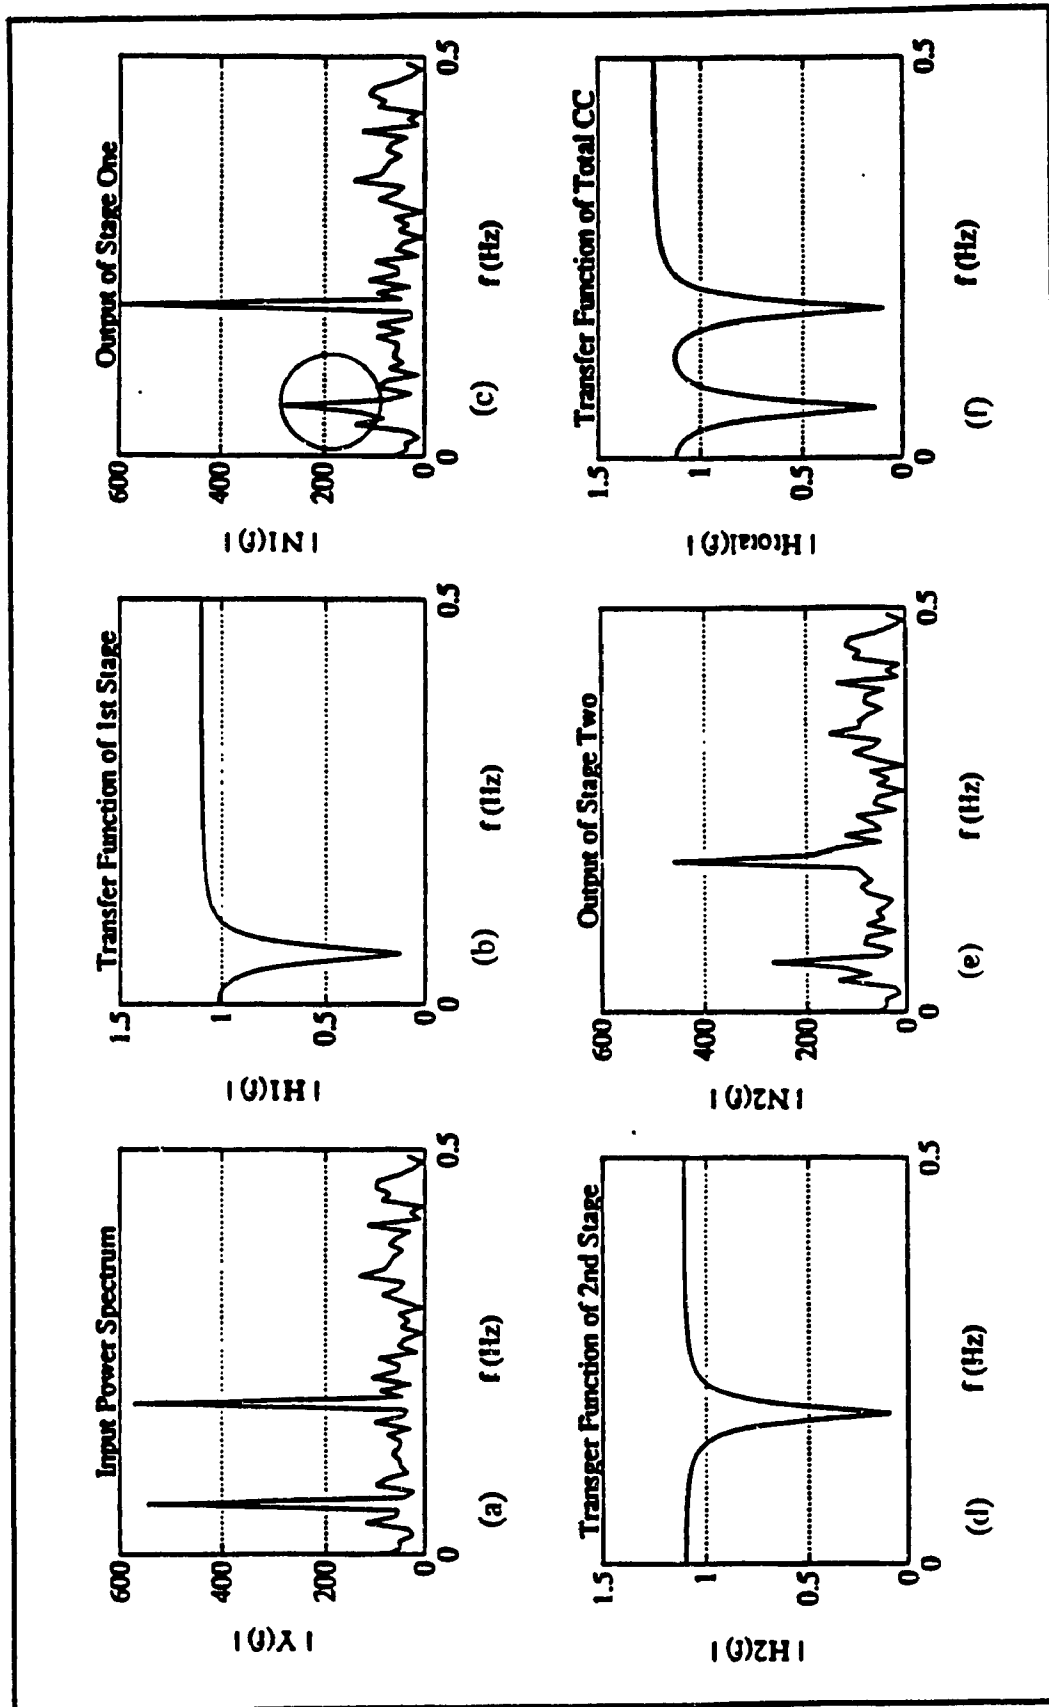 Input Power Spectrum
600
400
200
0
0
0.5
| Y(f) |
f (Hz)
(a)
Transfer Function of 1st Stage
1.5
1
0.5
0
0
0.5
| H1(f) |
f (Hz)
(b)
Output of Stage One
600
400
200
0
0
0.5
| N1(f) |
f (Hz)
(c)
Transger Function of 2nd Stage
1.5
1
0.5
0
0
0.5
| H2(f) |
f (Hz)
(d)
Output of Stage Two
600
400
200
0
0
0.5
| N2(f) |
f (Hz)
(e)
Transfer Function of Total CC
1.5
1
0.5
0
0
0.5
| Htotal(f) |
f (Hz)
(f)